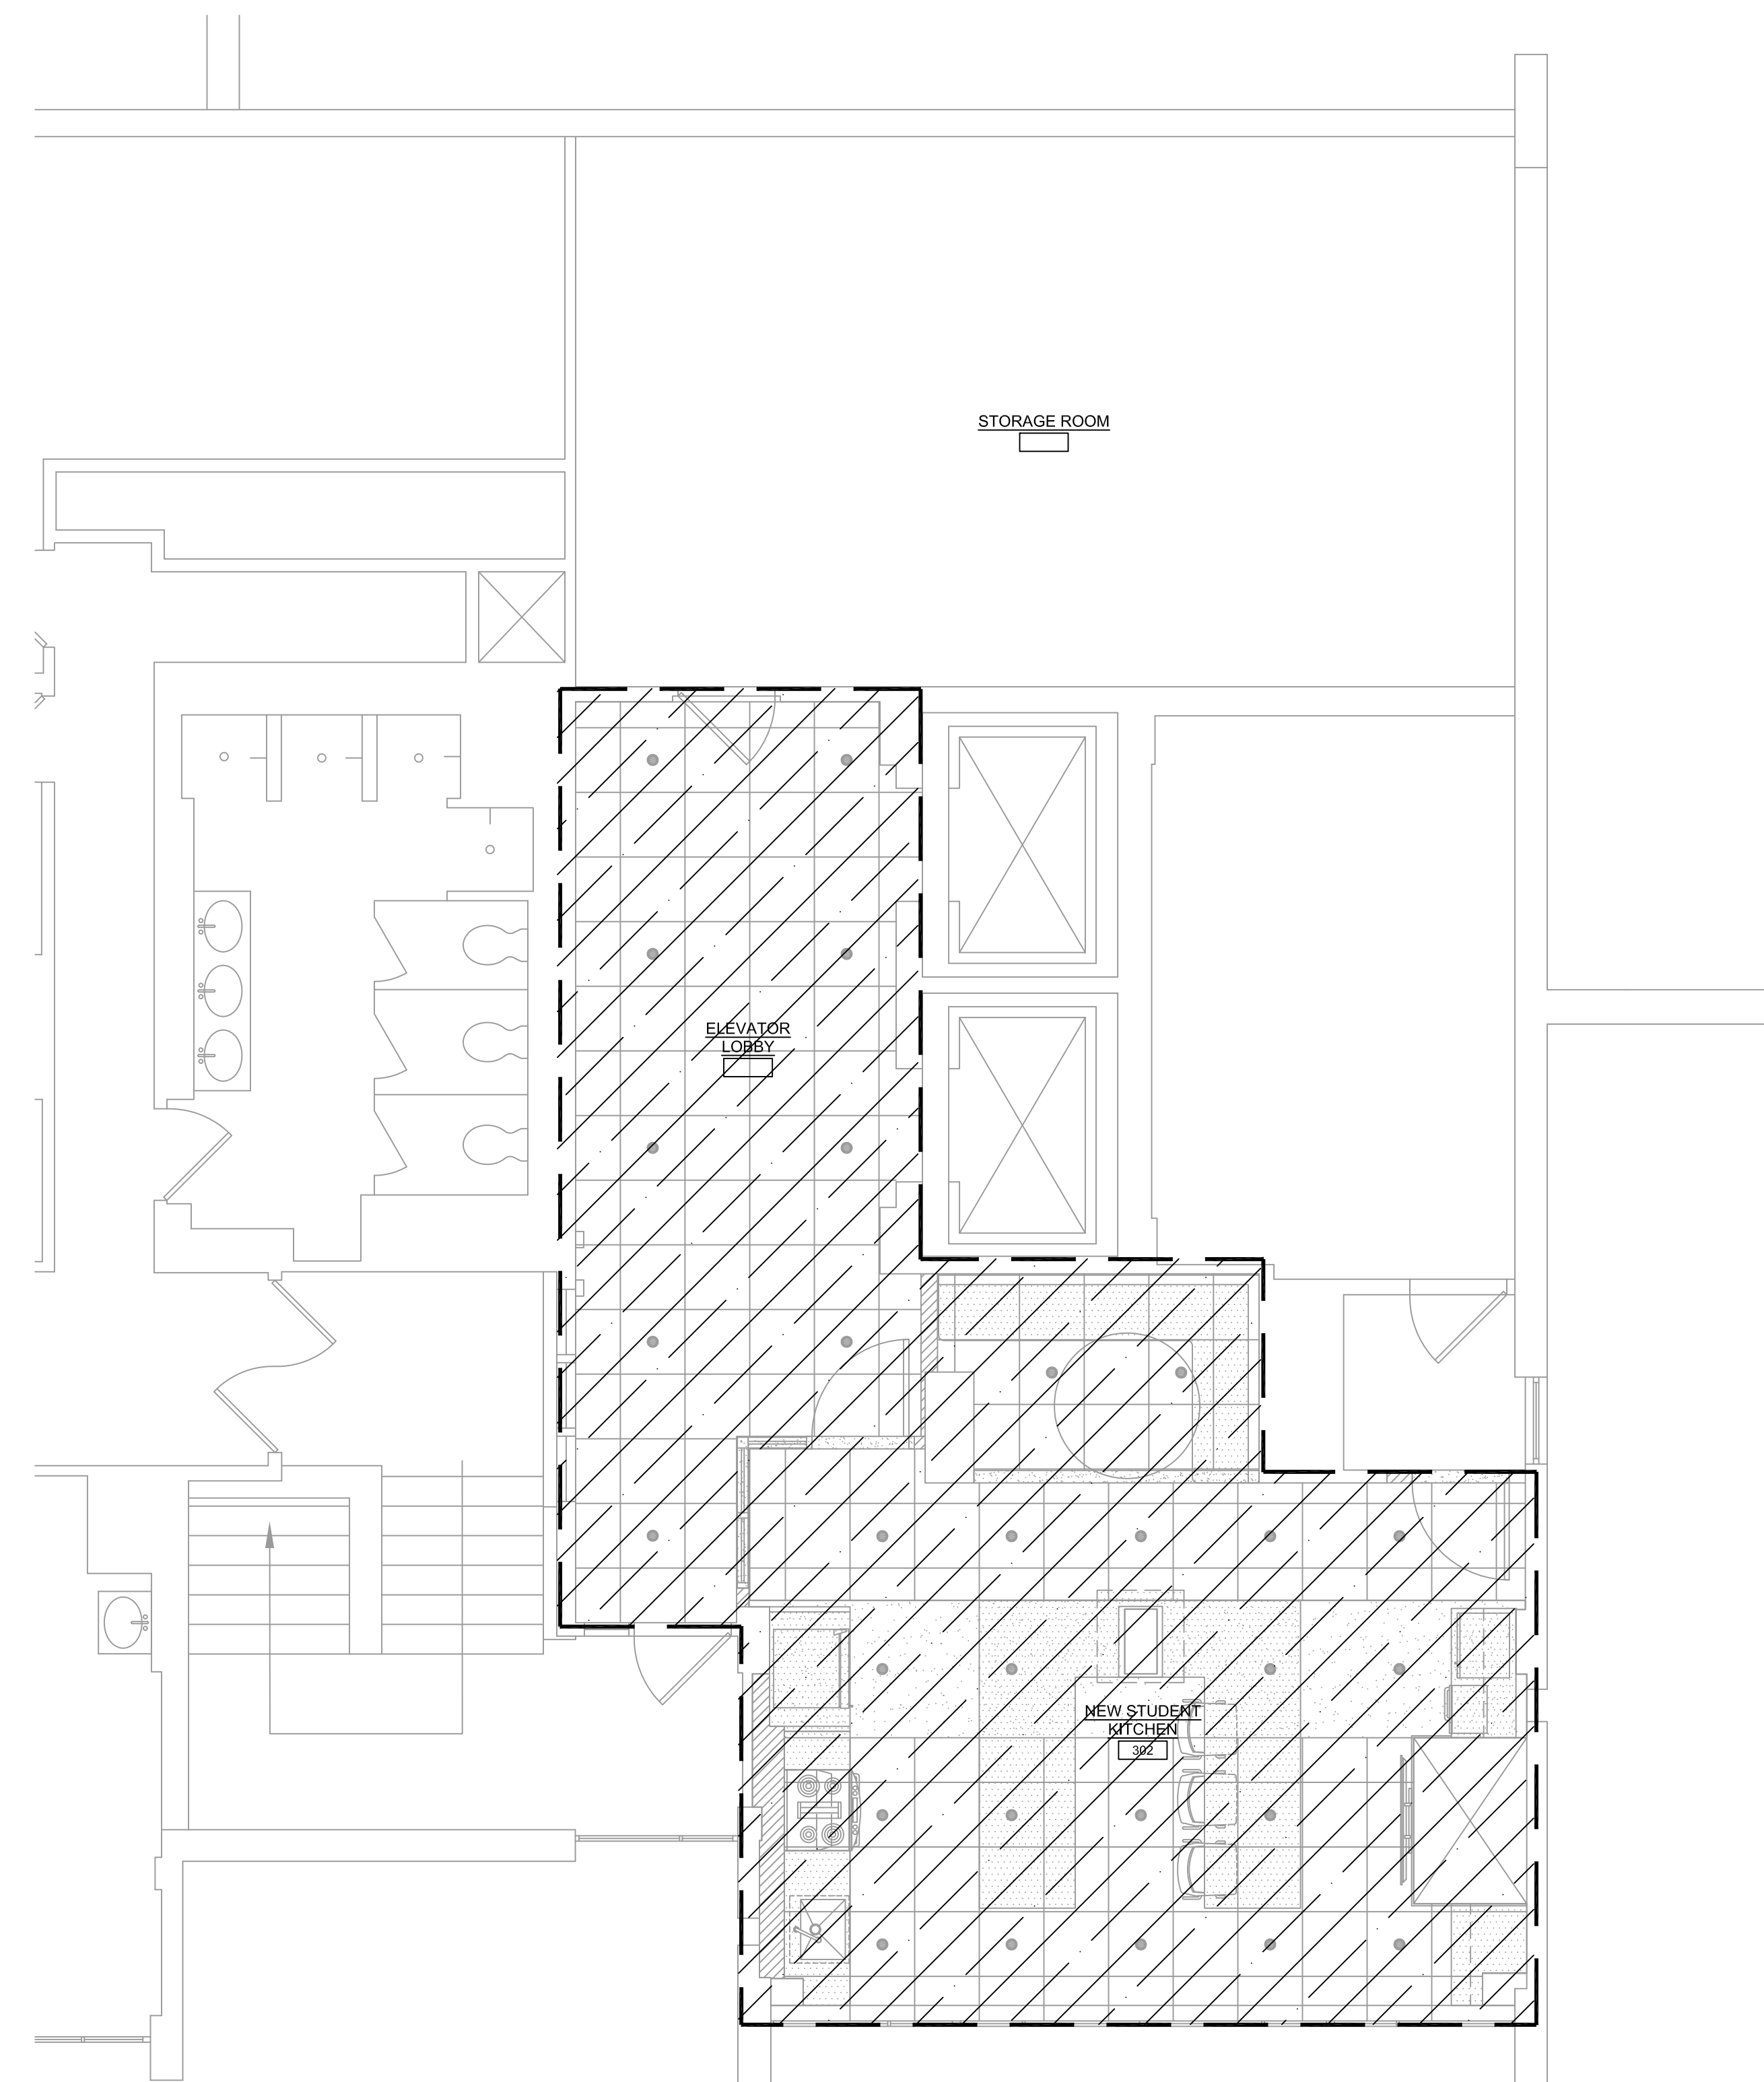 STORAGE ROOM
ELEVATOR
LOBBY
NEW STUDENT
KITCHEN
302